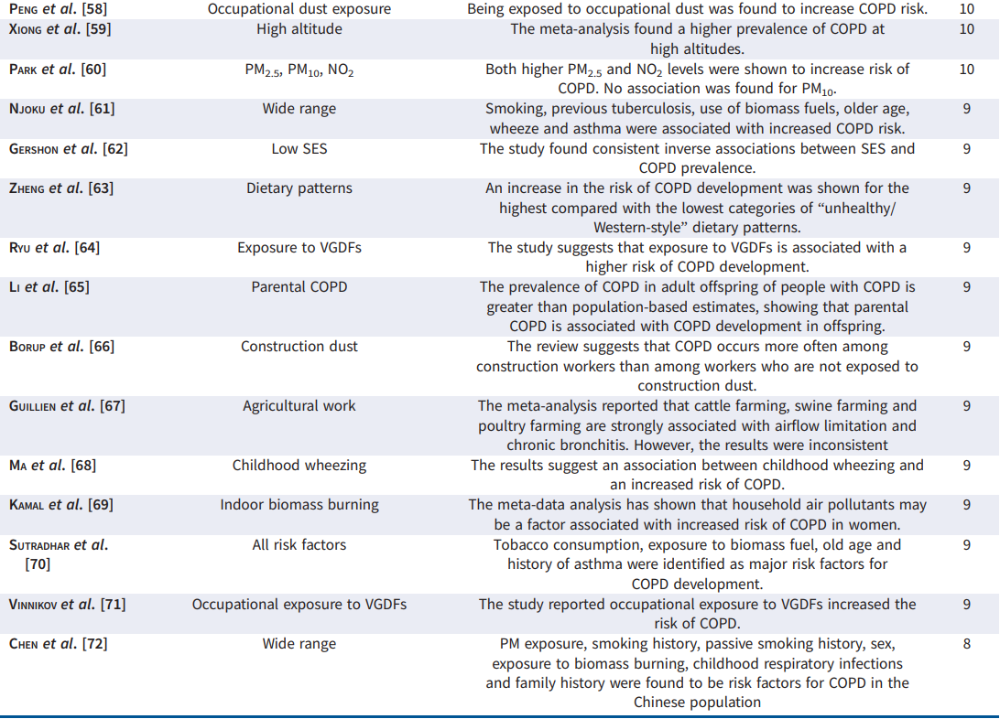 PENG et al. [58] Occupational dust exposure Being exposed to occupational dust was found to increase COPD risk. 10
XIONG et al. [59] High altitude The meta-analysis found a higher prevalence of COPD at 10
high altitudes.
PARK et al. [60] PM2.5, PM10, NO2 Both higher PM2.5 and NO2 levels were shown to increase risk of 10
COPD. No association was found for PM10.
NJOKU et al. [61] Wide range Smoking, previous tuberculosis, use of biomass fuels, older age, 9
wheeze and asthma were associated with increased COPD risk.
GERSHON et al. [62] Low SES The study found consistent inverse associations between SES and 9
COPD prevalence.
ZHENG et al. [63] Dietary patterns An increase in the risk of COPD development was shown for the 9
highest compared with the lowest categories of “unhealthy/
Western-style” dietary patterns.
RYU et al. [64] Exposure to VGDFs The study suggests that exposure to VGDFs is associated with a 9
higher risk of COPD development.
LI et al. [65] Parental COPD The prevalence of COPD in adult offspring of people with COPD is 9
greater than population-based estimates, showing that parental
COPD is associated with COPD development in offspring.
BORUP et al. [66] Construction dust The review suggests that COPD occurs more often among 9
construction workers than among workers who are not exposed to
construction dust.
GUILLIEN et al. [67] Agricultural work The meta-analysis reported that cattle farming, swine farming and 9
poultry farming are strongly associated with airflow limitation and
chronic bronchitis. However, the results were inconsistent
MA et al. [68] Childhood wheezing The results suggest an association between childhood wheezing and 9
an increased risk of COPD.
KAMAL et al. [69] Indoor biomass burning The meta-data analysis has shown that household air pollutants may 9
be a factor associated with increased risk of COPD in women.
SUTRADHAR et al. All risk factors Tobacco consumption, exposure to biomass fuel, old age and 9
[70] history of asthma were identified as major risk factors for
COPD development.
VINNIKOV et al. [71] Occupational exposure to VGDFs The study reported occupational exposure to VGDFs increased the 9
risk of COPD.
CHEN et al. [72] Wide range PM exposure, smoking history, passive smoking history, sex, 8
exposure to biomass burning, childhood respiratory infections
and family history were found to be risk factors for COPD in the
Chinese population